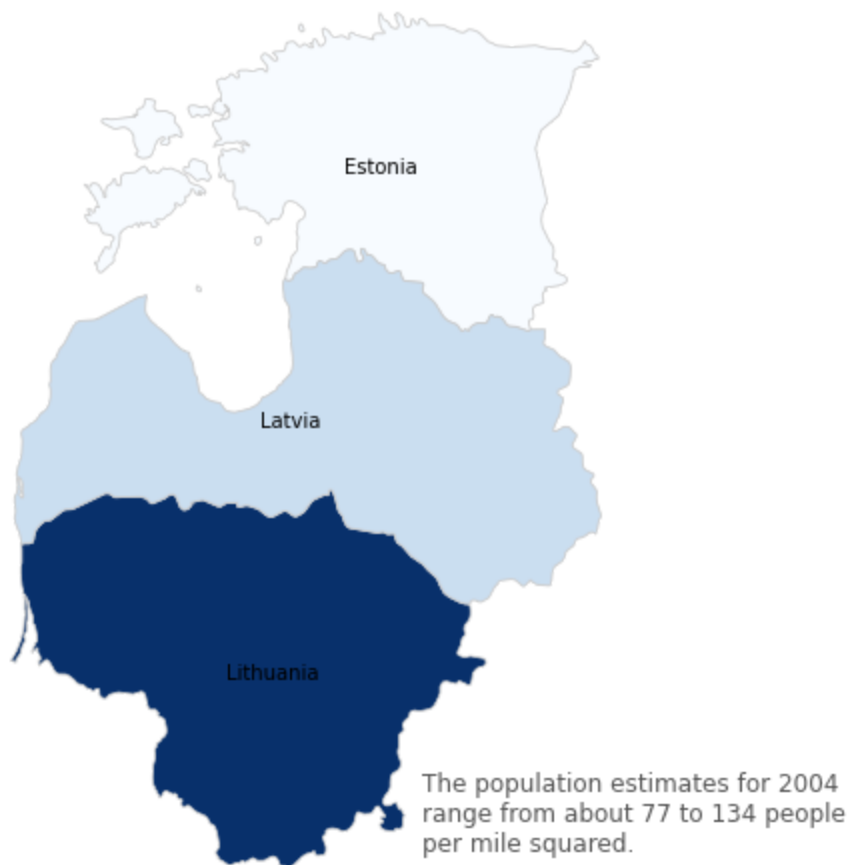 Estonia
Latvia
Lithuania
The population estimates for 2004
range from about 77 to 134 people
per mile squared.